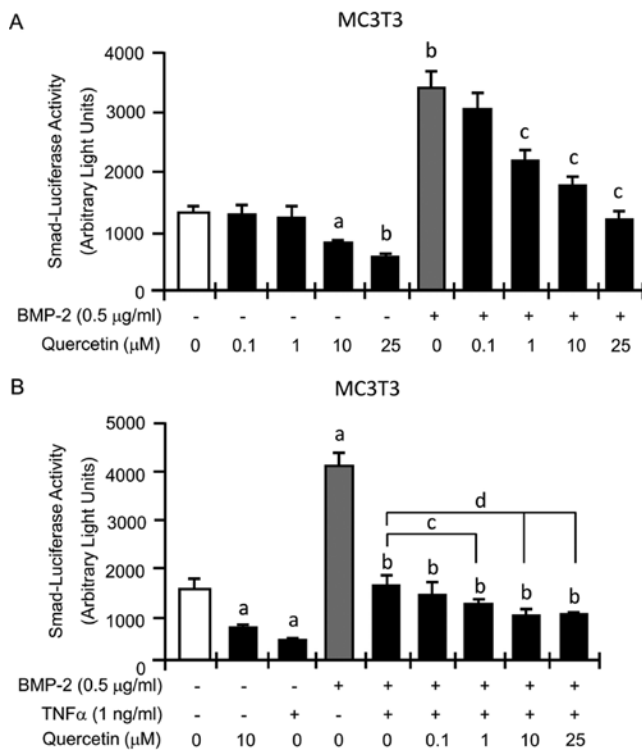 A
MC3T3
Smad-Luciferase Activity
(Arbitrary Light Units)
4000
3000
2000
1000
0
a
b
b
c
c
c
BMP-2 (0.5 μg/ml) - - - - - + + + + +
Quercetin (μM) 0 0.1 1 10 25 0 0.1 1 10 25
B
MC3T3
Smad-Luciferase Activity
(Arbitrary Light Units)
5000
4000
3000
2000
1000
0
a
a
a
d
c
b
b
b
b
b
BMP-2 (0.5 μg/ml) - - - + + + + + +
TNFα (1 ng/ml) - - + - + + + + +
Quercetin (μM) 0 10 0 0 0 0.1 1 10 25